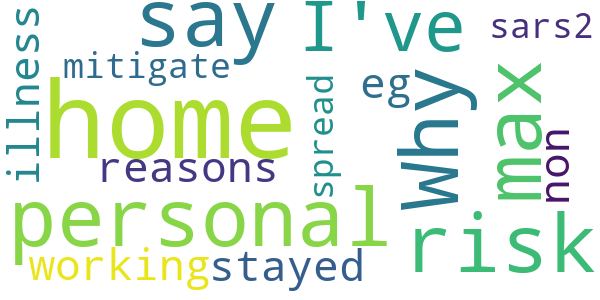 say I've sars2
illness mitigate eg Why max
home
reasons spread non
personal risk
working stayed